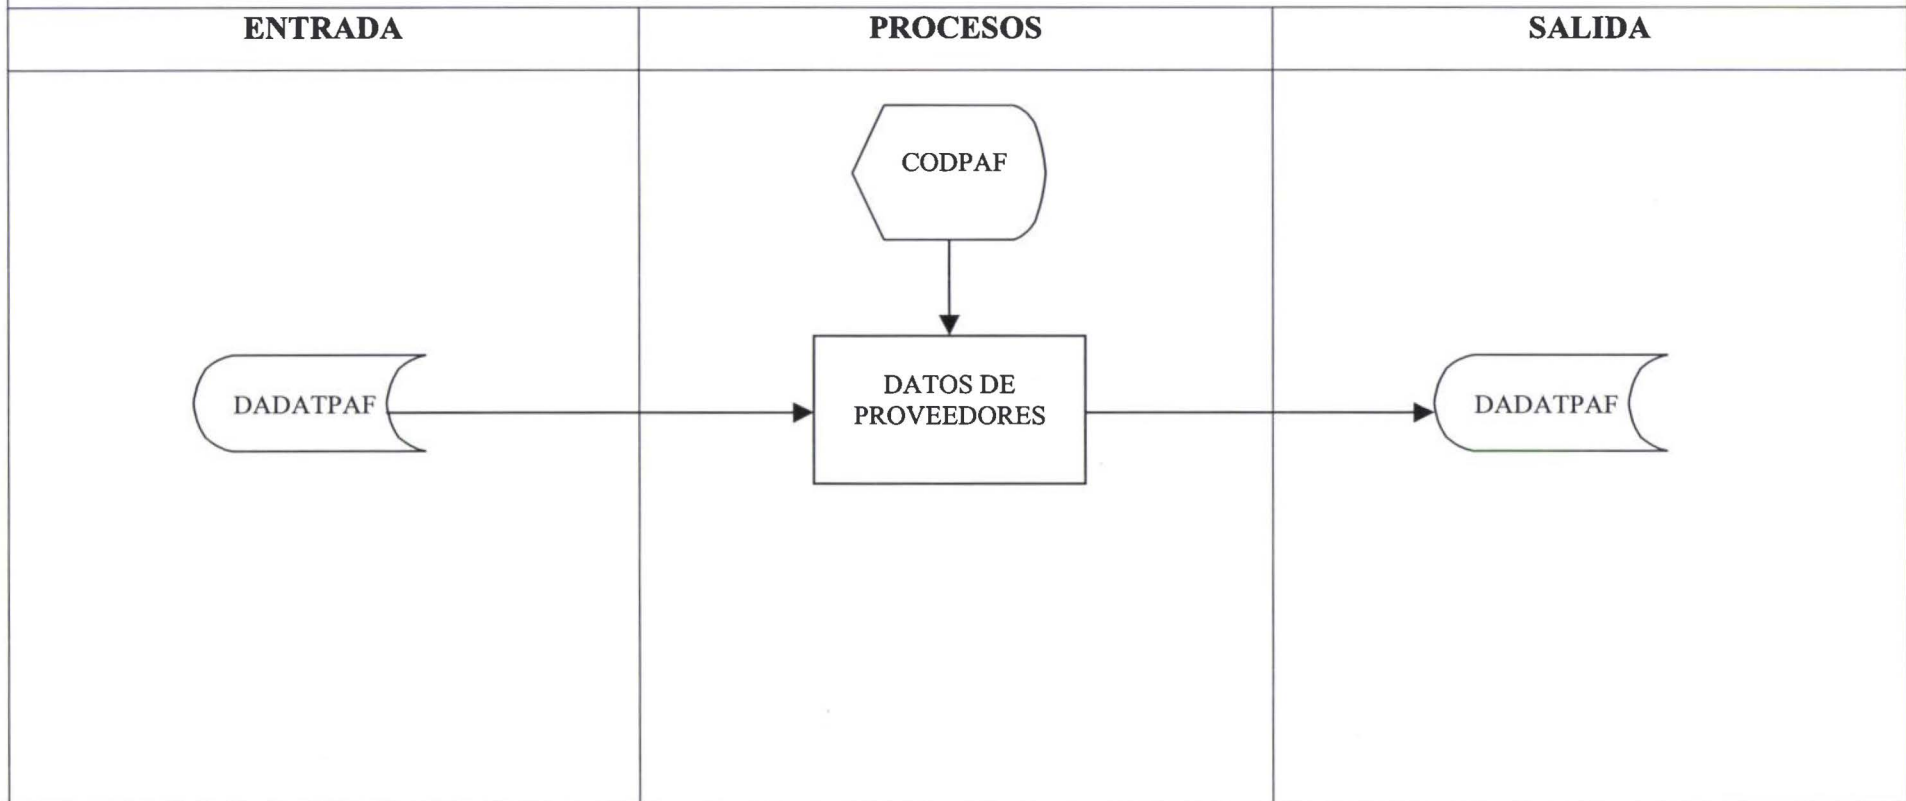 ENTRADA
PROCESOS
SALIDA
CODPAF
DADATPAF
DATOS DE
PROVEEDORES
DADATPAF